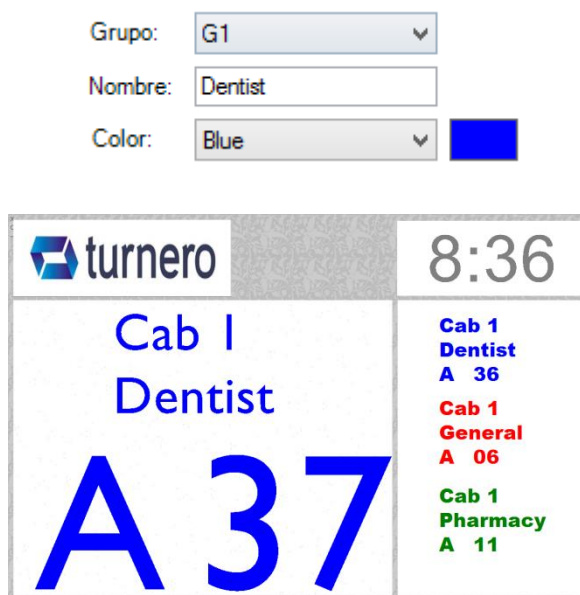 Grupo: G1
Nombre: Dentist
Color: Blue
turnero
8:36
Cab 1
Dentist
A 37
Cab 1
Dentist
A 36
Cab 1
General
A 06
Cab 1
Pharmacy
A 11